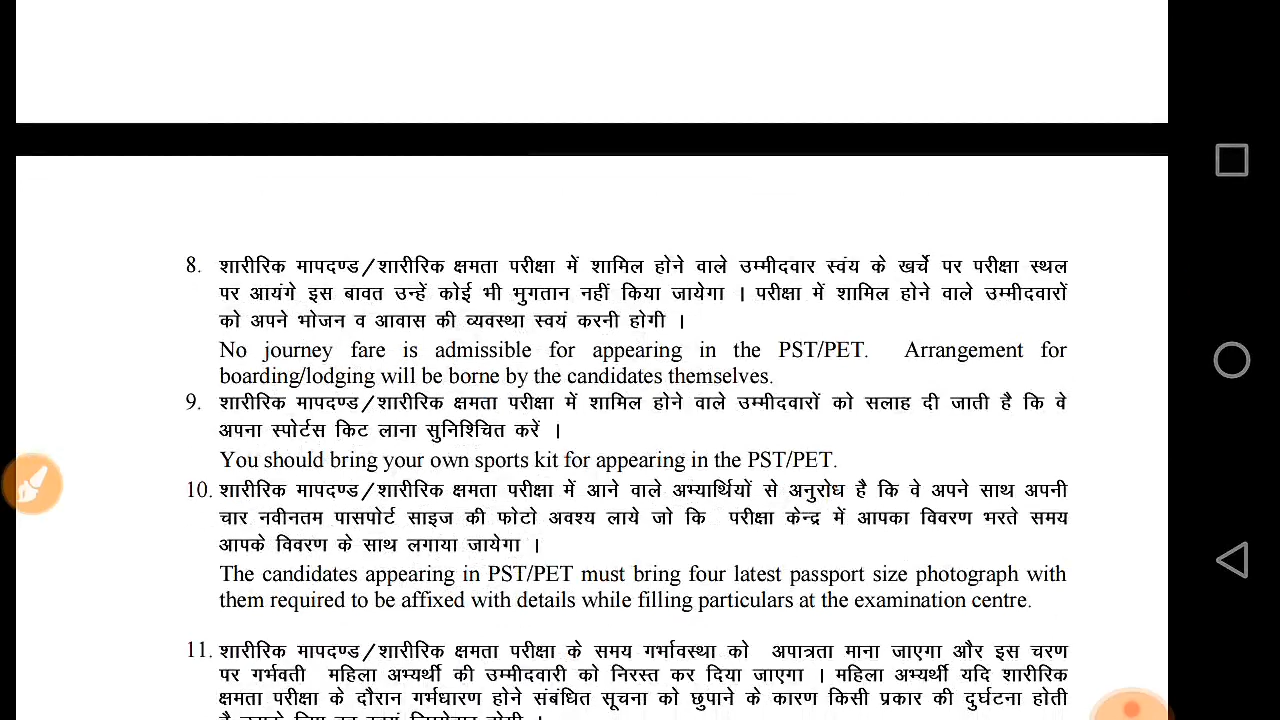 8. शारीरिक मापदण्ड/शारीरिक क्षमता परीक्षा में शामिल होने वाले उम्मीदवार स्वंय के खर्चे पर परीक्षा स्थल
पर आयंगे इस बावत उन्हें कोई भी भुगतान नहीं किया जायेगा । परीक्षा में शामिल होने वाले उम्मीदवारों
को अपने भोजन व आवास की व्यवस्था स्वयं करनी होगी ।
No journey fare is admissible for appearing in the PST/PET. Arrangement for
boarding/lodging will be borne by the candidates themselves.
9. शारीरिक मापदण्ड/शारीरिक क्षमता परीक्षा में शामिल होने वाले उम्मीदवारों को सलाह दी जाती है कि वे
अपना स्पोर्टस किट लाना सुनिश्चित करें ।
You should bring your own sports kit for appearing in the PST/PET.
10. शारीरिक मापदण्ड/शारीरिक क्षमता परीक्षा में आने वाले अभ्यार्थियों से अनुरोध है कि वे अपने साथ अपनी
चार नवीनतम पासपोर्ट साइज की फोटो अवश्य लाये जो कि परीक्षा केन्द्र में आपका विवरण भरते समय
आपके विवरण के साथ लगाया जायेगा ।
The candidates appearing in PST/PET must bring four latest passport size photograph with
them required to be affixed with details while filling particulars at the examination centre.
11. शारीरिक मापदण्ड/शारीरिक क्षमता परीक्षा के समय गर्भावस्था को अपात्रता माना जाएगा और इस चरण
पर गर्भवती महिला अभ्यर्थी की उम्मीदवारी को निरस्त कर दिया जाएगा । महिला अभ्यर्थी यदि शारीरिक
क्षमता परीक्षा के दौरान गर्भधारण होने संबंधित सूचना को छुपाने के कारण किसी प्रकार की दुर्घटना होती